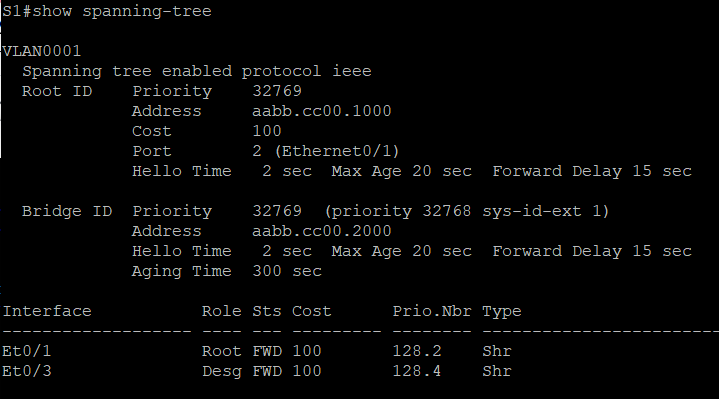 S1#show spanning-tree
VLAN0001
  Spanning tree enabled protocol ieee
  Root ID    Priority    32769
             Address     aabb.cc00.1000
             Cost        100
             Port        2 (Ethernet0/1)
             Hello Time   2 sec  Max Age 20 sec  Forward Delay 15 sec
  Bridge ID  Priority    32769  (priority 32768 sys-id-ext 1)
             Address     aabb.cc00.2000
             Hello Time   2 sec  Max Age 20 sec  Forward Delay 15 sec
             Aging Time  300 sec
Interface           Role Sts Cost      Prio.Nbr Type
------------------- ---- --- --------- -------- ------------------------
Et0/1               Root FWD 100       128.2    Shr
Et0/3               Desg FWD 100       128.4    Shr